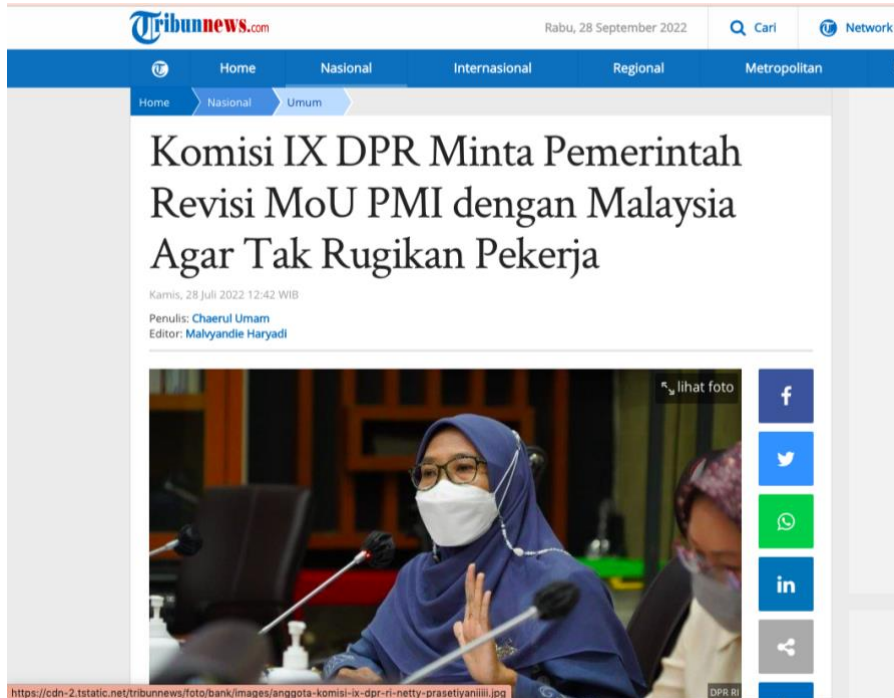 Tribunnews.com
Rabu, 28 September 2022
Cari
Network
Home
Nasional
Internasional
Regional
Metropolitan
Home
Nasional
Umum
Komisi IX DPR Minta Pemerintah
Revisi MoU PMI dengan Malaysia
Agar Tak Rugikan Pekerja
Kamis, 28 Juli 2022 12:42 WIB
Penulis: Chaerul Umam
Editor: Malvyandie Haryadi
lihat foto
DPR RI
https://cdn-2.tstatic.net/tribunnews/foto/bank/images/anggota-komisi-ix-dpr-ri-netty-prasetiyaniiiii.jpg